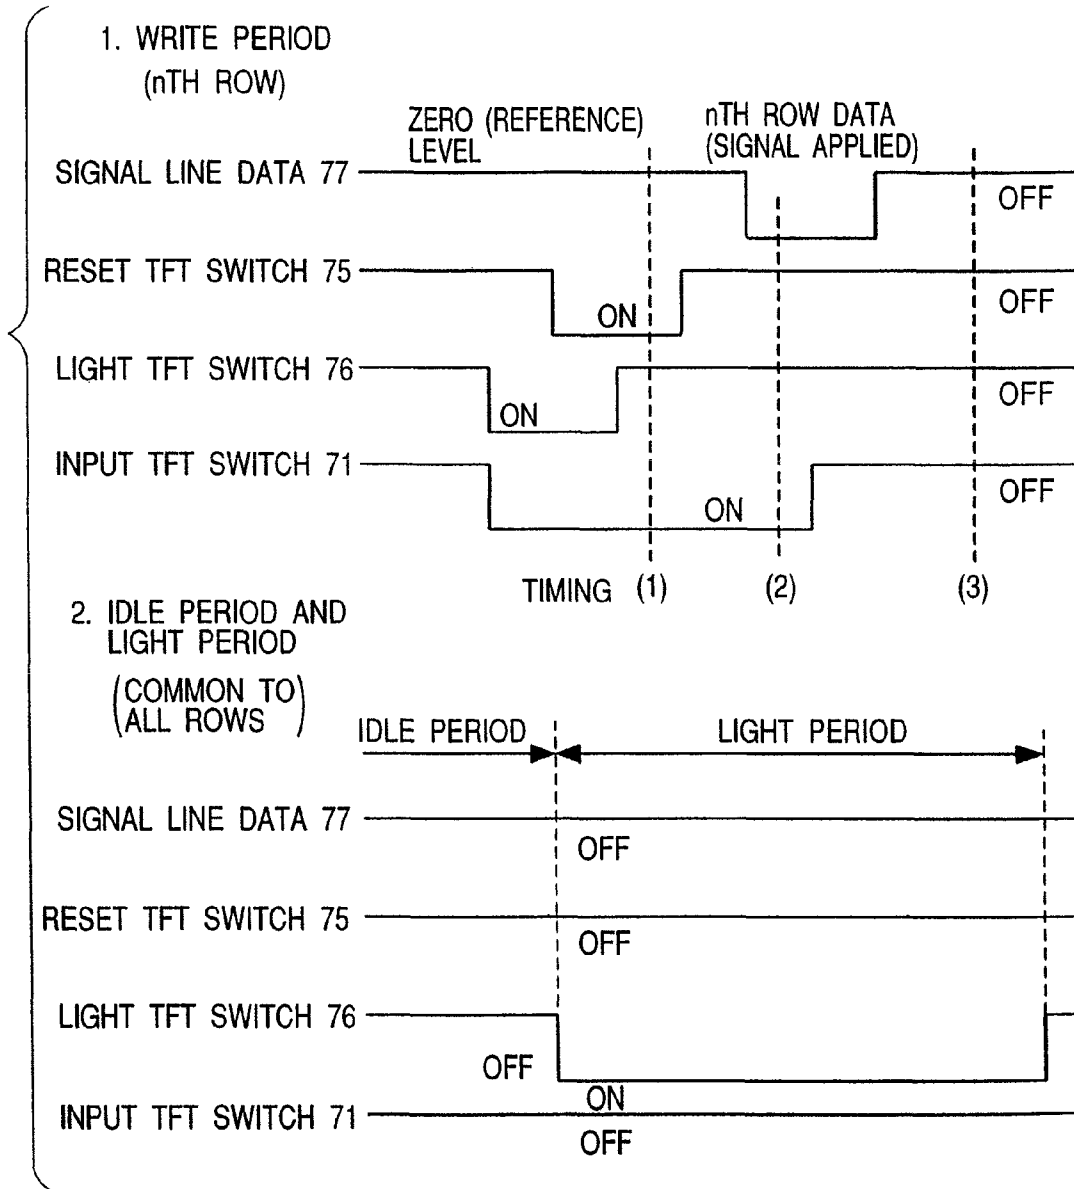 1. WRITE PERIOD
(nTH ROW)
ZERO (REFERENCE)
LEVEL
nTH ROW DATA
(SIGNAL APPLIED)
SIGNAL LINE DATA 77
OFF
RESET TFT SWITCH 75
ON
OFF
LIGHT TFT SWITCH 76
ON
OFF
INPUT TFT SWITCH 71
ON
OFF
TIMING (1) (2) (3)
2. IDLE PERIOD AND
LIGHT PERIOD
(COMMON TO
ALL ROWS)
IDLE PERIOD LIGHT PERIOD
SIGNAL LINE DATA 77
OFF
RESET TFT SWITCH 75
OFF
LIGHT TFT SWITCH 76
OFF
ON
INPUT TFT SWITCH 71
OFF